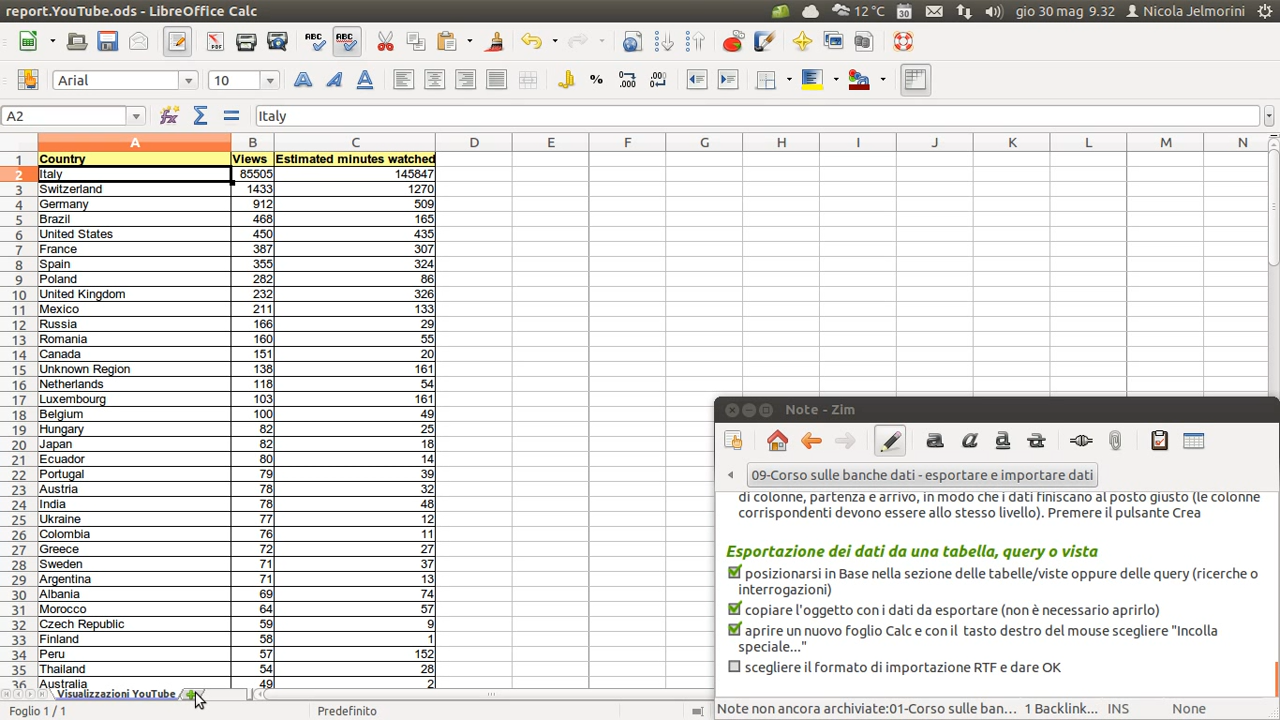 report.YouTube.ods - LibreOffice Calc
12 °C
30
gio 30 mag 9.32
Nicola Jelmorini
Arial
10
A2
Italy
A B C D E F G H I J K L M N
1 Country Views Estimated minutes watched
2 Italy 85505 145847
3 Switzerland 1433 1270
4 Germany 912 509
5 Brazil 468 165
6 United States 450 435
7 France 387 307
8 Spain 355 324
9 Poland 282 86
10 United Kingdom 232 326
11 Mexico 211 133
12 Russia 166 29
13 Romania 160 55
14 Canada 151 20
15 Unknown Region 138 161
16 Netherlands 118 54
17 Luxembourg 103 161
18 Belgium 100 49
19 Hungary 82 25
20 Japan 82 18
21 Ecuador 80 14
22 Portugal 79 39
23 Austria 78 32
24 India 78 48
25 Ukraine 77 12
26 Colombia 76 11
27 Greece 72 27
28 Sweden 71 37
29 Argentina 71 13
30 Albania 69 74
31 Morocco 64 57
32 Czech Republic 59 9
33 Finland 58 1
34 Peru 57 152
35 Thailand 54 28
36 Australia 49 2
Visualizzazioni YouTube
Foglio 1 / 1
Predefinito
Note - Zim
09-Corso sulle banche dati - esportare e importare dati
di colonne, partenza e arrivo, in modo che i dati finiscano al posto giusto (le colonne
corrispondenti devono essere allo stesso livello). Premere il pulsante Crea
Esportazione dei dati da una tabella, query o vista
posizionarsi in Base nella sezione delle tabelle/viste oppure delle query (ricerche o
interrogazioni)
copiare l'oggetto con i dati da esportare (non è necessario aprirlo)
aprire un nuovo foglio Calc e con il tasto destro del mouse scegliere "Incolla
speciale..."
scegliere il formato di importazione RTF e dare OK
Note non ancora archiviate:01-Corso sulle ban... 1 Backlink... INS None